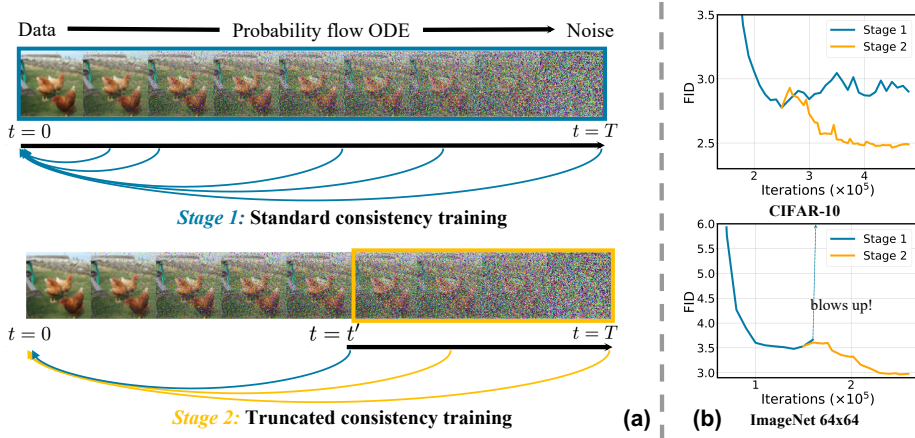 Data Probability flow ODE Noise
t = 0 t = T
Stage 1: Standard consistency training
t = 0 t = t′ t = T
Stage 2: Truncated consistency training
(a)
3.5
3.0
2.5
FID
Stage 1
Stage 2
2 4
Iterations (×10⁵)
CIFAR-10
6.0
5.5
5.0
4.5
4.0
3.5
3.0
FID
Stage 1
Stage 2
blows up!
1 2
Iterations (×10⁵)
ImageNet 64x64
(b)